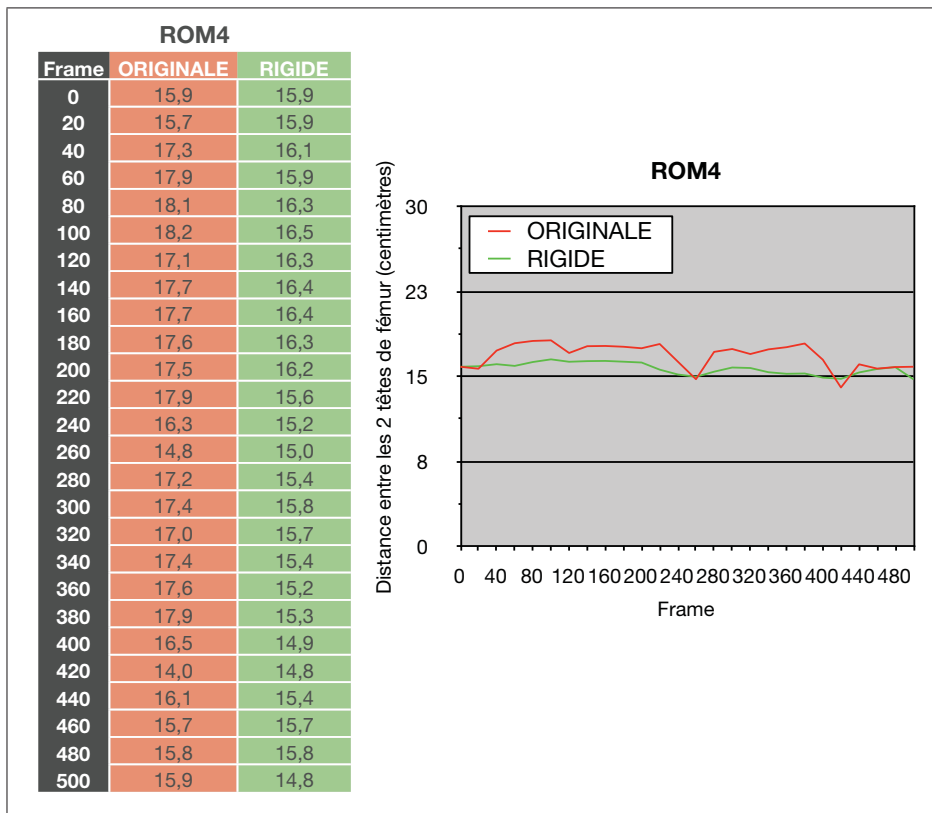 ROM4
Frame ORIGINALE RIGIDE
0 15,9 15,9
20 15,7 15,9
40 17,3 16,1
60 17,9 15,9
80 18,1 16,3
100 18,2 16,5
120 17,1 16,3
140 17,7 16,4
160 17,7 16,4
180 17,6 16,3
200 17,5 16,2
220 17,9 15,6
240 16,3 15,2
260 14,8 15,0
280 17,2 15,4
300 17,4 15,8
320 17,0 15,7
340 17,4 15,4
360 17,6 15,2
380 17,9 15,3
400 16,5 14,9
420 14,0 14,8
440 16,1 15,4
460 15,7 15,7
480 15,8 15,8
500 15,9 14,8
ROM4
Distance entre les 2 têtes de fémur (centimètres)
30
23
15
8
0
ORIGINALE
RIGIDE
0 40 80 120 160 200 240 280 320 360 400 440 480
Frame